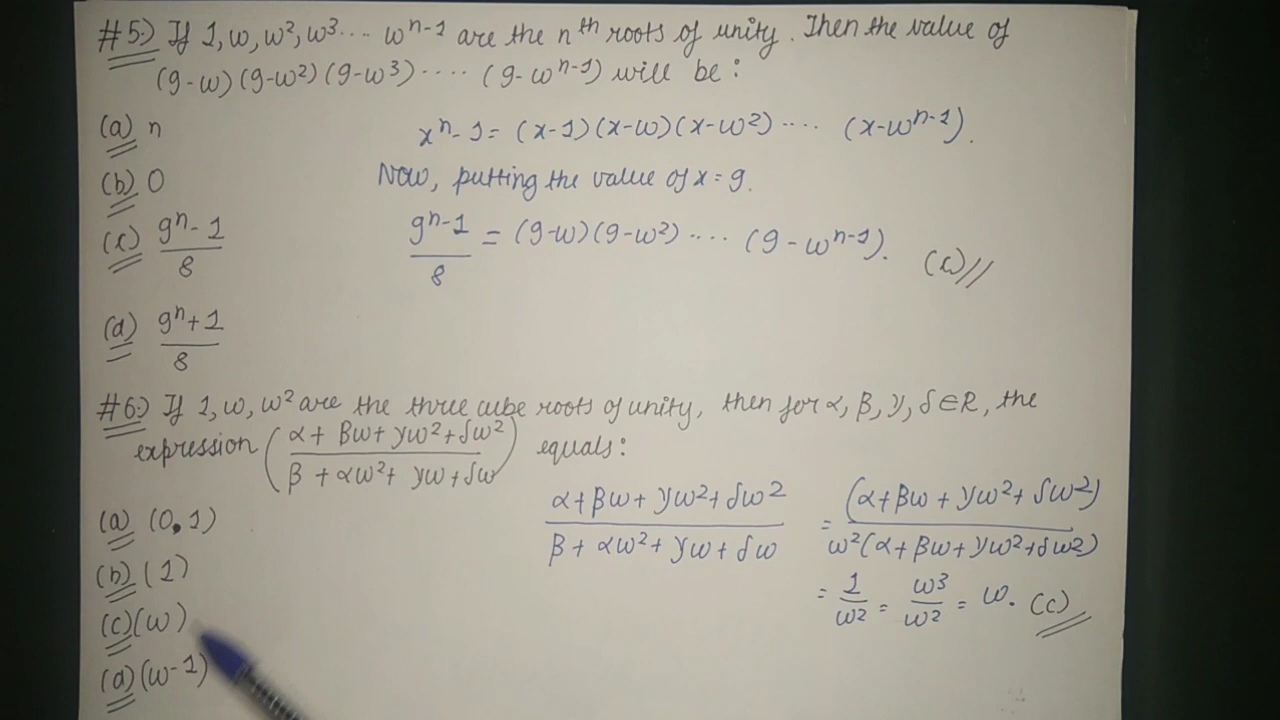 #5:) If 1, ω, ω², ω³.... ωⁿ⁻¹ are the nᵗʰ roots of unity. Then the value of
(9-ω)(9-ω²)(9-ω³).....(9-ωⁿ⁻¹) will be:
(a) n
xⁿ-1 = (x-1)(x-ω)(x-ω²)..... (x-ωⁿ⁻¹).
(b) 0
Now, putting the value of x=9.
(c) (9ⁿ-1)/8
(9ⁿ-1)/8 = (9-ω)(9-ω²)..... (9-ωⁿ⁻¹). (c)//
(d) (9ⁿ+1)/8
#6:) If 1, ω, ω² are the three cube roots of unity, then for α, β, γ, δ∈R, the
expression ((α+βω+γω²+δω²)/(β+αω²+γω+δω)) equals:
(α+βω+γω²+δω²)/(β+αω²+γω+δω) = (α+βω+γω²+δω²)/ω²(α+βω+γω²+δω²)
(a) (0,1)
(b) (1)
= 1/ω² = ω³/ω² = ω. (c)
(c) (ω)
(d) (ω-1)